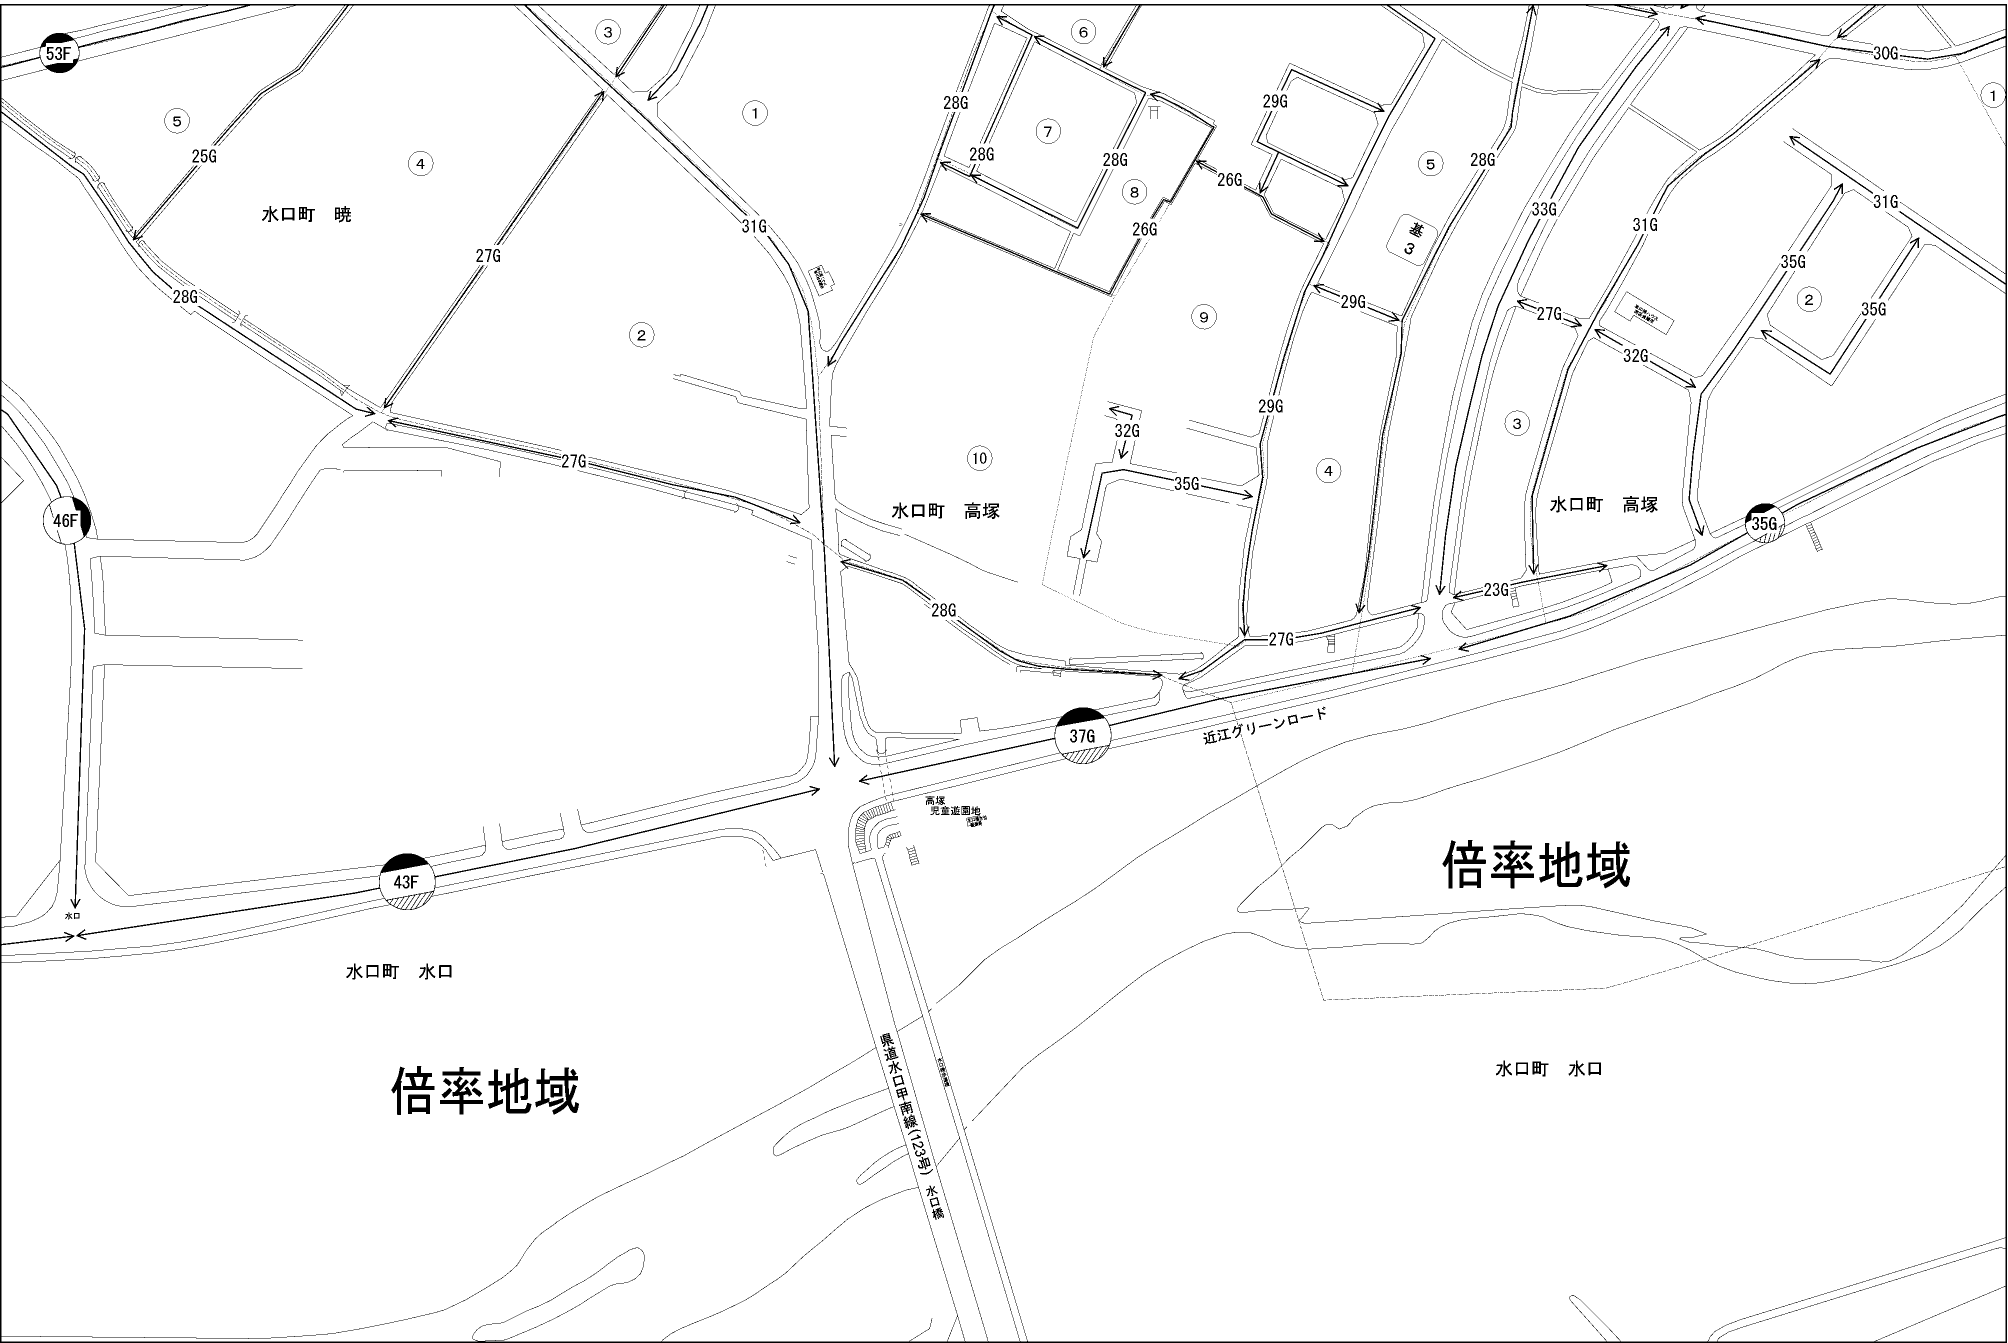 3
6
53F
30G
5
1
1
28G
29G
7
25G
4
28G
28G
8
26G
5
28G
水口町 暁
31G
26G
基
3
33G
31G
31G
27G
28G
2
9
29G
27G
32G
35G
2
35G
29G
32G
3
27G
10
4
35G
水口町 高塚
水口町 高塚
46F
35G
28G
27G
23G
37G
近江グリーンロード
高塚
児童遊園地
倍率地域
43F
水口
水口町 水口
倍率地域
水口町 水口
県道水口甲南線(123号) 水口橋